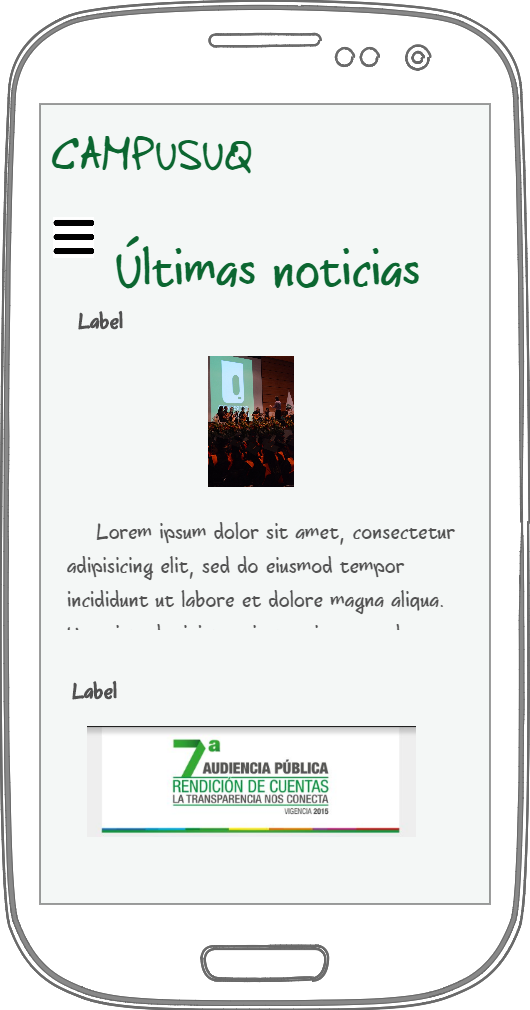 CAMPUSUQ
Últimas noticias
Label
Lorem ipsum dolor sit amet, consectetur
adipisicing elit, sed do eiusmod tempor
incididunt ut labore et dolore magna aliqua.
Label
7ª
AUDIENCIA PÚBLICA
RENDICIÓN DE CUENTAS
LA TRANSPARENCIA NOS CONECTA
VIGENCIA 2015